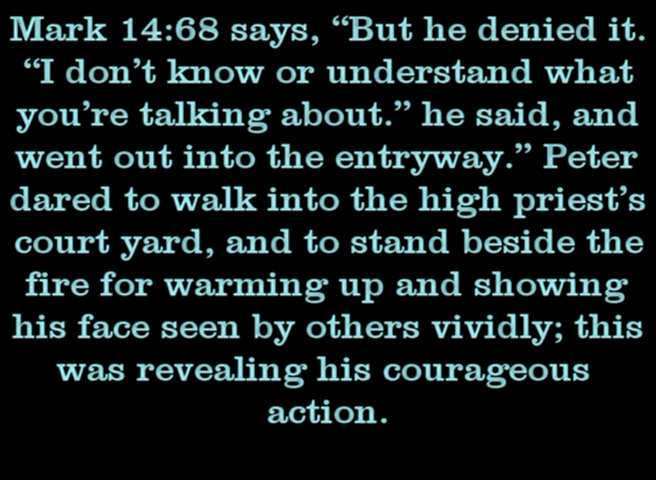 Mark 14:68 says, “But he denied it.
“I don’t know or understand what
you’re talking about.” he said, and
went out into the entryway.” Peter
dared to walk into the high priest’s
court yard, and to stand beside the
fire for warming up and showing
his face seen by others vividly; this
was revealing his courageous
action.